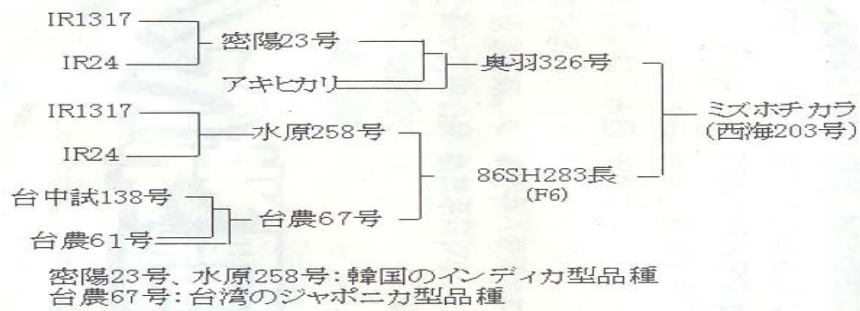 IR1317
密陽23号
IR24
奥羽326号
アキヒカリ
IR1317
ミズホチカラ
(西海203号)
水原258号
IR24
86SH283長
(F6)
台中試138号
台農67号
台農61号
密陽23号、水原258号:韓国のインディカ型品種
台農67号:台湾のジャポニカ型品種